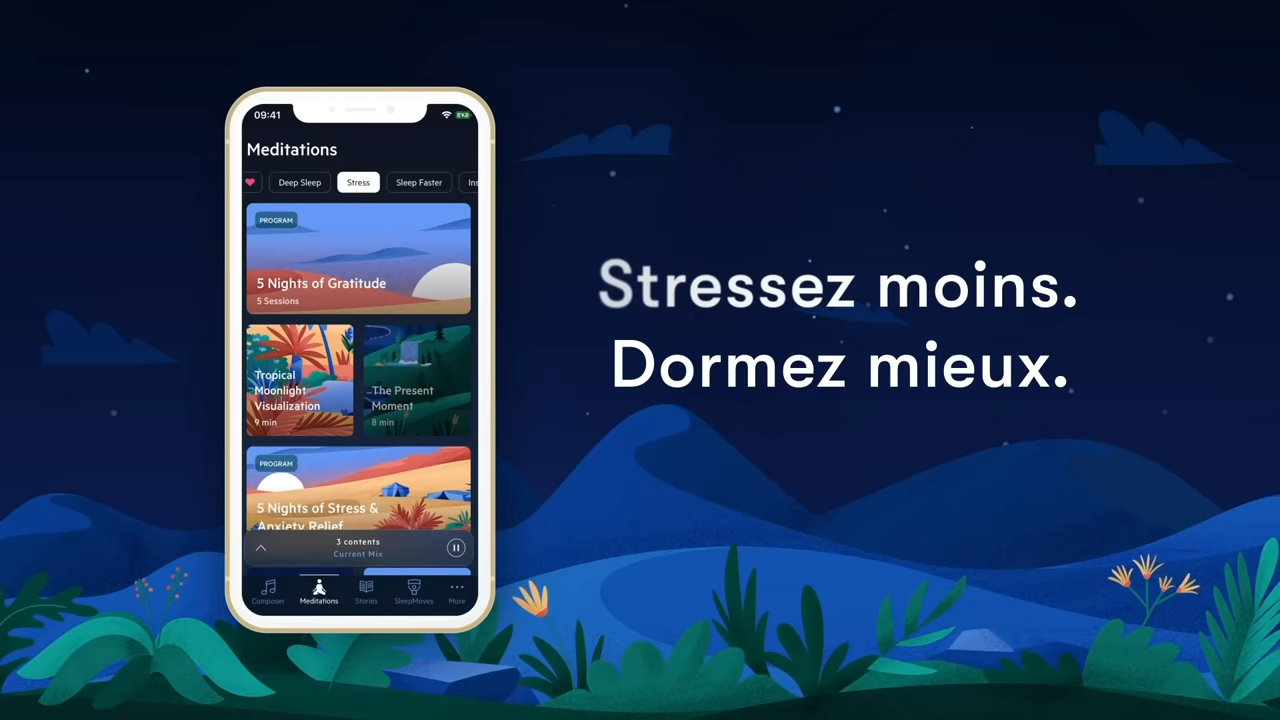 09:41
Meditations
Deep Sleep
Stress
Sleep Faster
Ins
PROGRAM
5 Nights of Gratitude
5 Sessions
Tropical
Moonlight
Visualization
9 min
The Present
Moment
8 min
PROGRAM
5 Nights of Stress &
Anxiety Relief
3 contents
Current Mix
Composer
Meditations
Stories
SleepMoves
More
Stressez moins.
Dormez mieux.